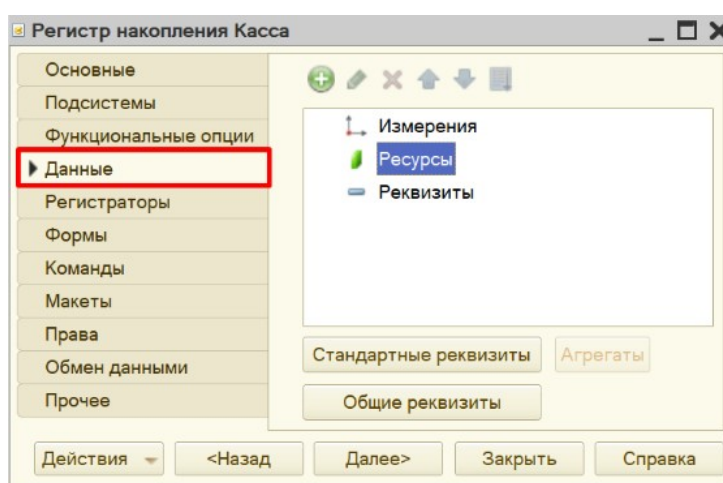 Регистр накопления Касса
Основные
Подсистемы
Функциональные опции
Данные
Регистраторы
Формы
Команды
Макеты
Права
Обмен данными
Прочее
Измерения
Ресурсы
Реквизиты
Стандартные реквизиты
Агрегаты
Общие реквизиты
Действия
<Назад
Далее>
Закрыть
Справка